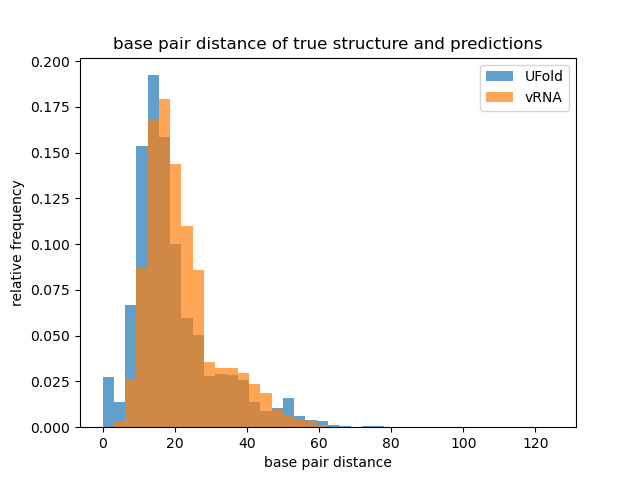 base pair distance of true structure and predictions
UFold
vRNA
relative frequency
0.200
0.175
0.150
0.125
0.100
0.075
0.050
0.025
0.000
0 20 40 60 80 100 120
base pair distance